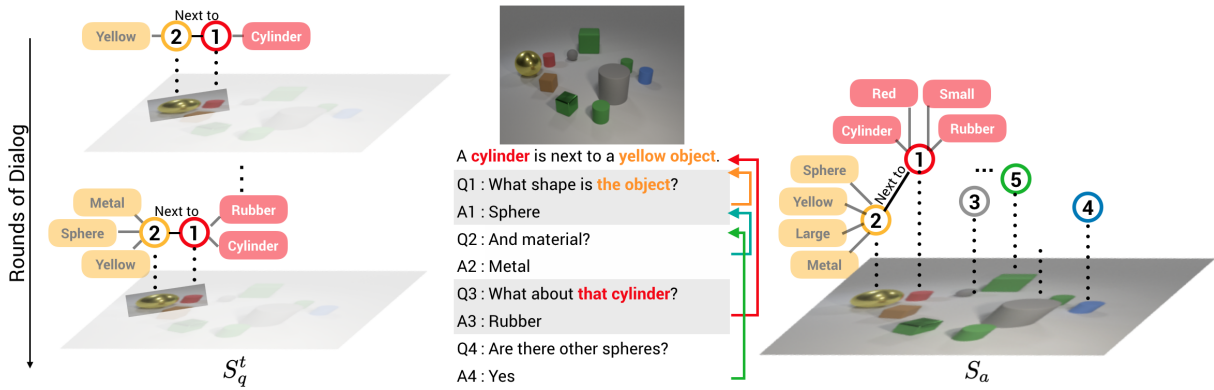 Rounds of Dialog
Next to
Yellow
2
1
Cylinder
Metal
Sphere
Yellow
Next to
2
1
Rubber
Cylinder
S_q^t
A cylinder is next to a yellow object.
Q1 : What shape is the object?
A1 : Sphere
Q2 : And material?
A2 : Metal
Q3 : What about that cylinder?
A3 : Rubber
Q4 : Are there other spheres?
A4 : Yes
Red
Small
Cylinder
Rubber
1
Next to
Sphere
Yellow
Large
Metal
2
...
3
5
4
S_a